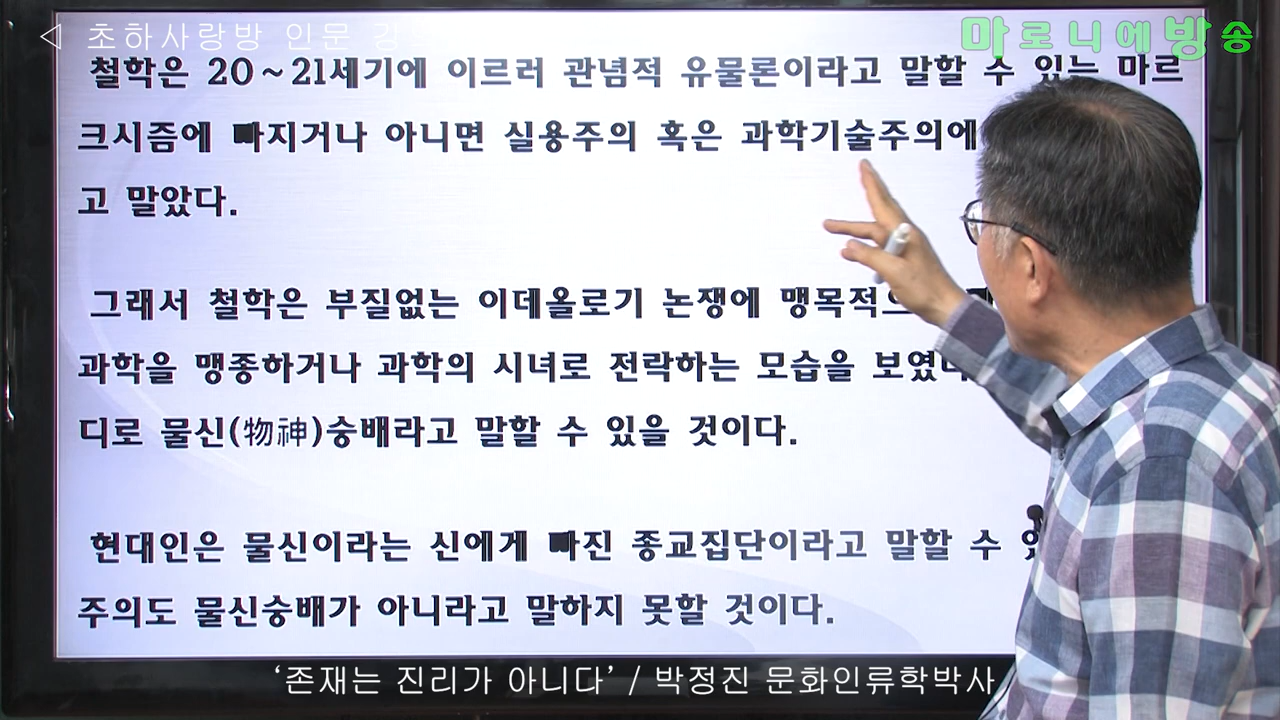 ◁ 초하사랑방 인문 강
마로니에방송
철학은 20~21세기에 이르러 관념적 유물론이라고 말할 수 있는 마르
크시즘에 빠지거나 아니면 실용주의 혹은 과학기술주의에
고 말았다.
그래서 철학은 부질없는 이데올로기 논쟁에 맹목적으
과학을 맹종하거나 과학의 시녀로 전락하는 모습을 보였
디로 물신(物神)숭배라고 말할 수 있을 것이다.
현대인은 물신이라는 신에게 빠진 종교집단이라고 말할 수
주의도 물신숭배가 아니라고 말하지 못할 것이다.
‘존재는 진리가 아니다’ / 박정진 문화인류학박사